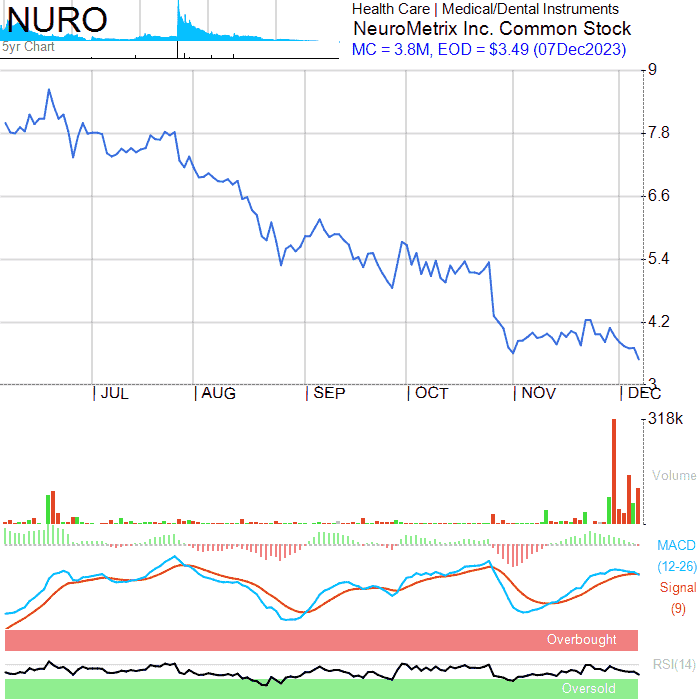 NURO
5yr Chart
Health Care | Medical/Dental Instruments
NeuroMetrix Inc. Common Stock
MC = 3.8M, EOD = $3.49 (07Dec2023)
9
7.8
6.6
5.4
4.2
3
JUL AUG SEP OCT NOV DEC
318k
Volume
MACD
(12-26)
Signal
(9)
Overbought
RSI(14)
Oversold